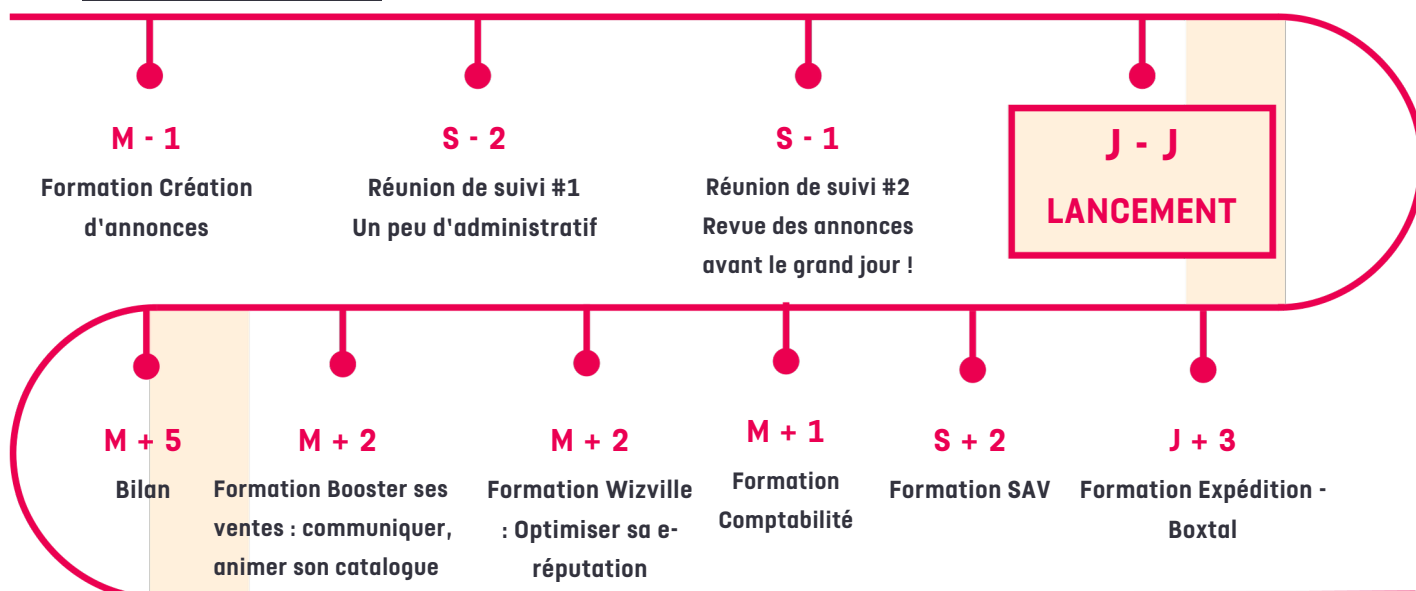 M - 1
Formation Création
d'annonces
S - 2
Réunion de suivi #1
Un peu d'administratif
S - 1
Réunion de suivi #2
Revue des annonces
avant le grand jour !
J - J
LANCEMENT
M + 5
Bilan
M + 2
Formation Booster ses
ventes : communiquer,
animer son catalogue
M + 2
Formation Wizville
: Optimiser sa e-
réputation
M + 1
Formation
Comptabilité
S + 2
Formation SAV
J + 3
Formation Expédition -
Boxtal